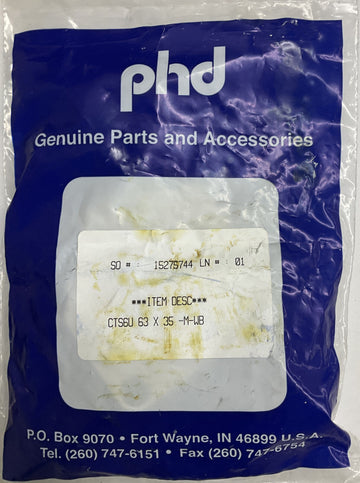 phd
Genuine Parts and Accessories
SO # : 15279744 LN # : 01
***ITEM DESC***
CTS6U 63 X 35 -M-WB
P.O. Box 9070 • Fort Wayne, IN 46899 U.S.A.
Tel. (260) 747-6151 • Fax (260) 747-6754